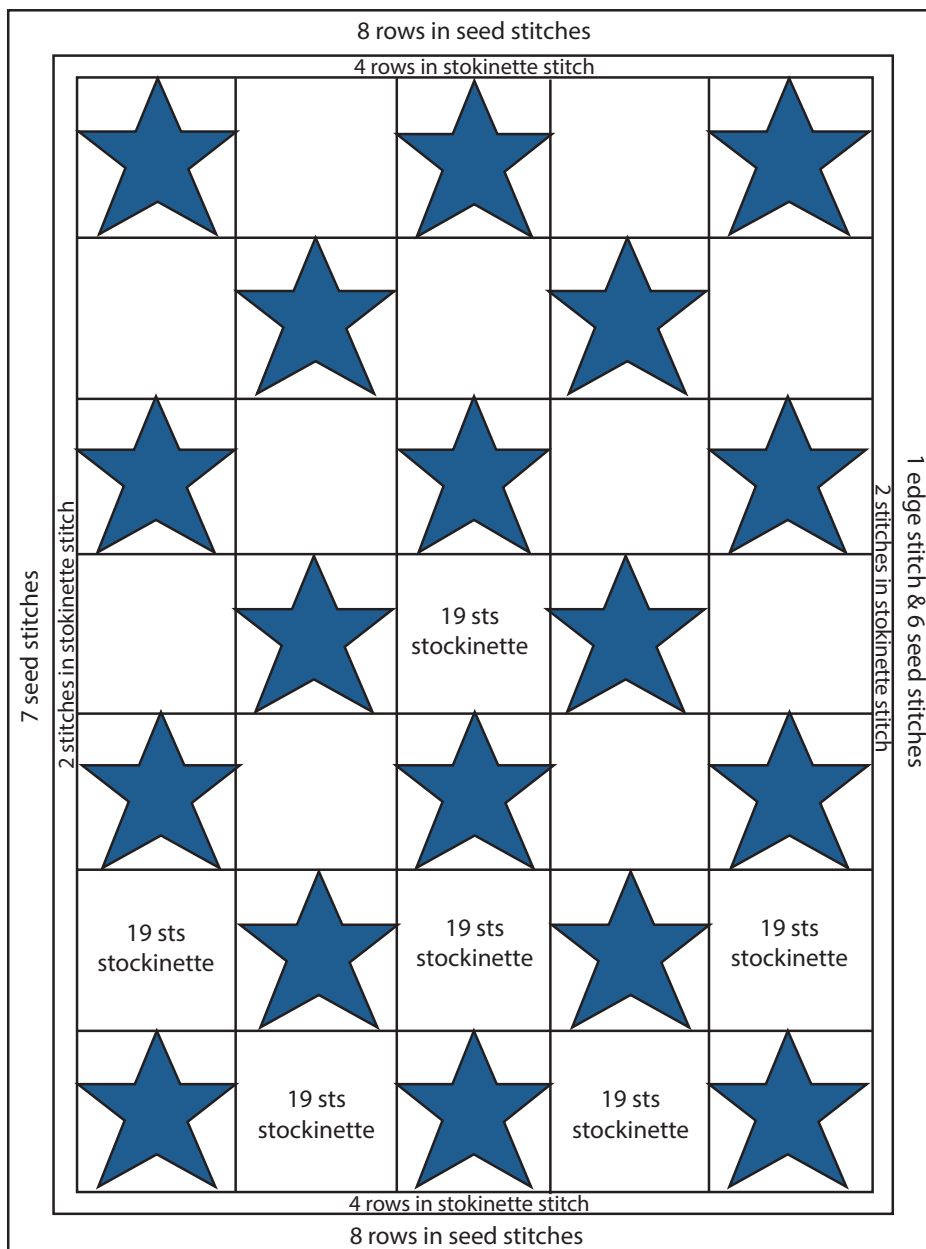 8 rows in seed stitches
4 rows in stokinette stitch
7 seed stitches
2 stitches in stokinette stitch
2 stitches in stokinette stitch
1 edge stitch & 6 seed stitches
19 sts
stockinette
19 sts
stockinette
19 sts
stockinette
19 sts
stockinette
19 sts
stockinette
19 sts
stockinette
4 rows in stokinette stitch
8 rows in seed stitches